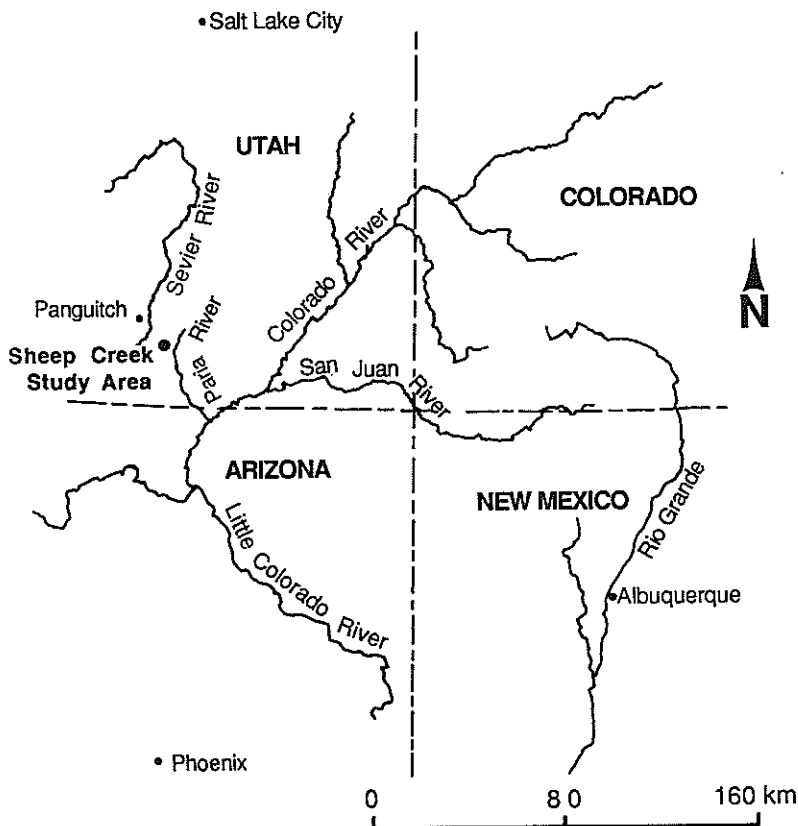 Salt Lake City
UTAH
COLORADO
Sevier River
Colorado River
Panguitch
Paria River
N
Sheep Creek
Study Area
San Juan River
ARIZONA
NEW MEXICO
Rio Grande
Little Colorado River
Albuquerque
Phoenix
0 80 160 km